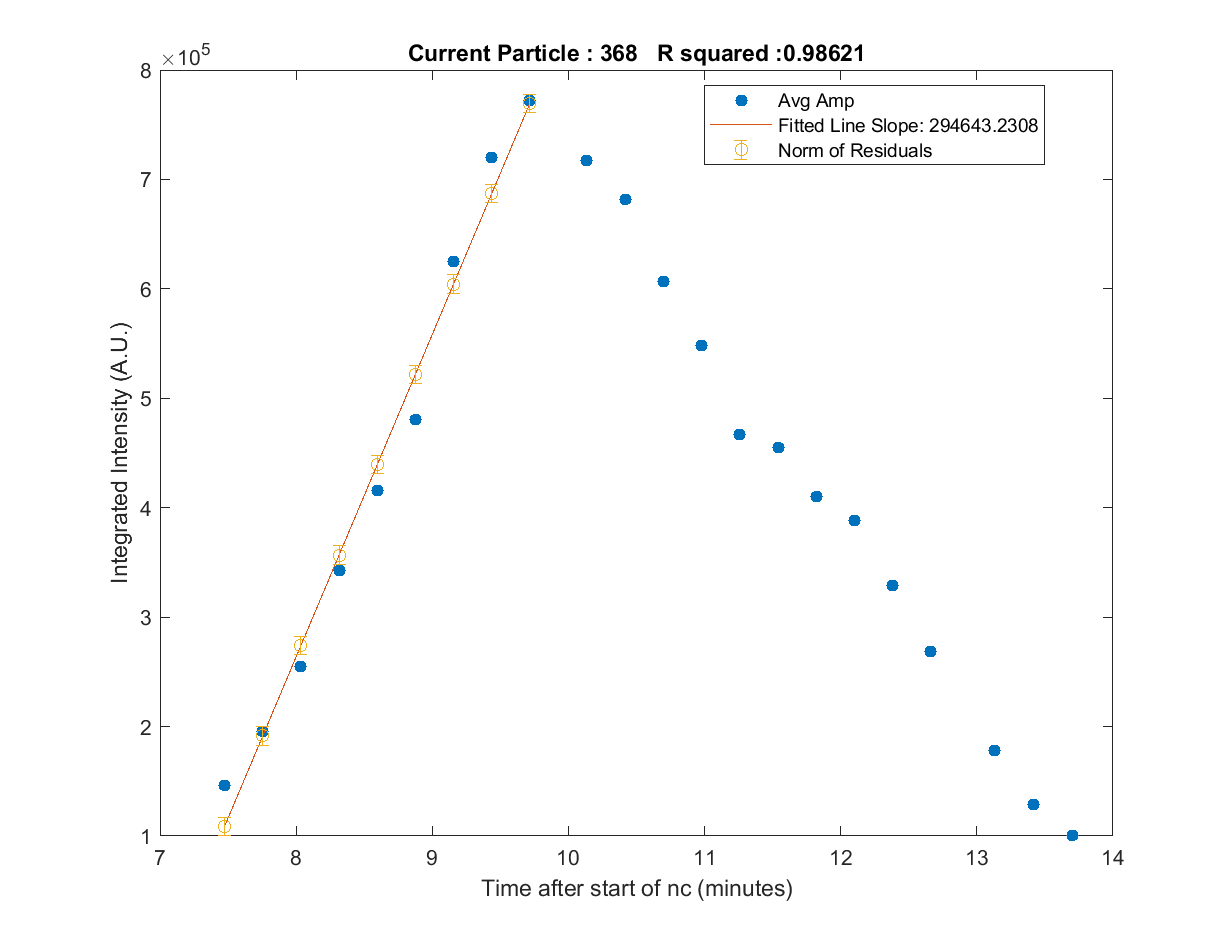 Current Particle : 368   R squared :0.98621
×10^5
8
7
6
5
4
3
2
1
Integrated Intensity (A.U.)
Avg Amp
Fitted Line Slope: 294643.2308
Norm of Residuals
7 8 9 10 11 12 13 14
Time after start of nc (minutes)